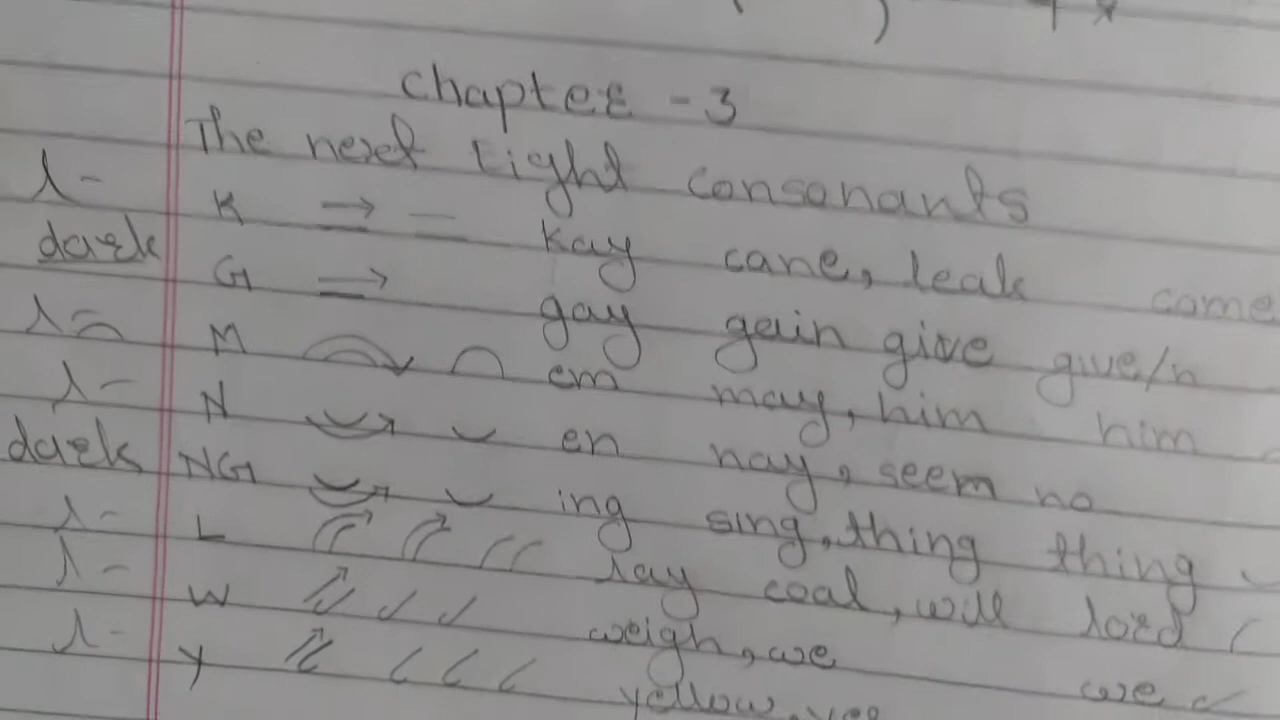 Chapter - 3
The next Eight consonants
λ - K → — kay cane, leak come
dark G → gay gain give give/n
λ - M em may, him him
λ - N en nay, seem no
dark NG ing sing, thing thing
λ - L lay coal, will lord
λ - W weigh, we we
λ - Y yellow, yes